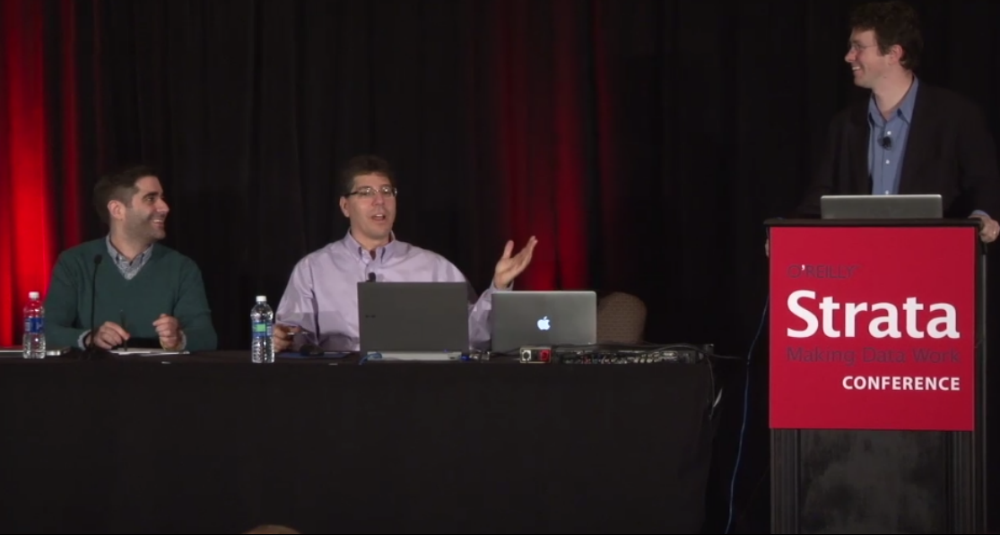 O'REILLY
Strata
Making Data Work
CONFERENCE